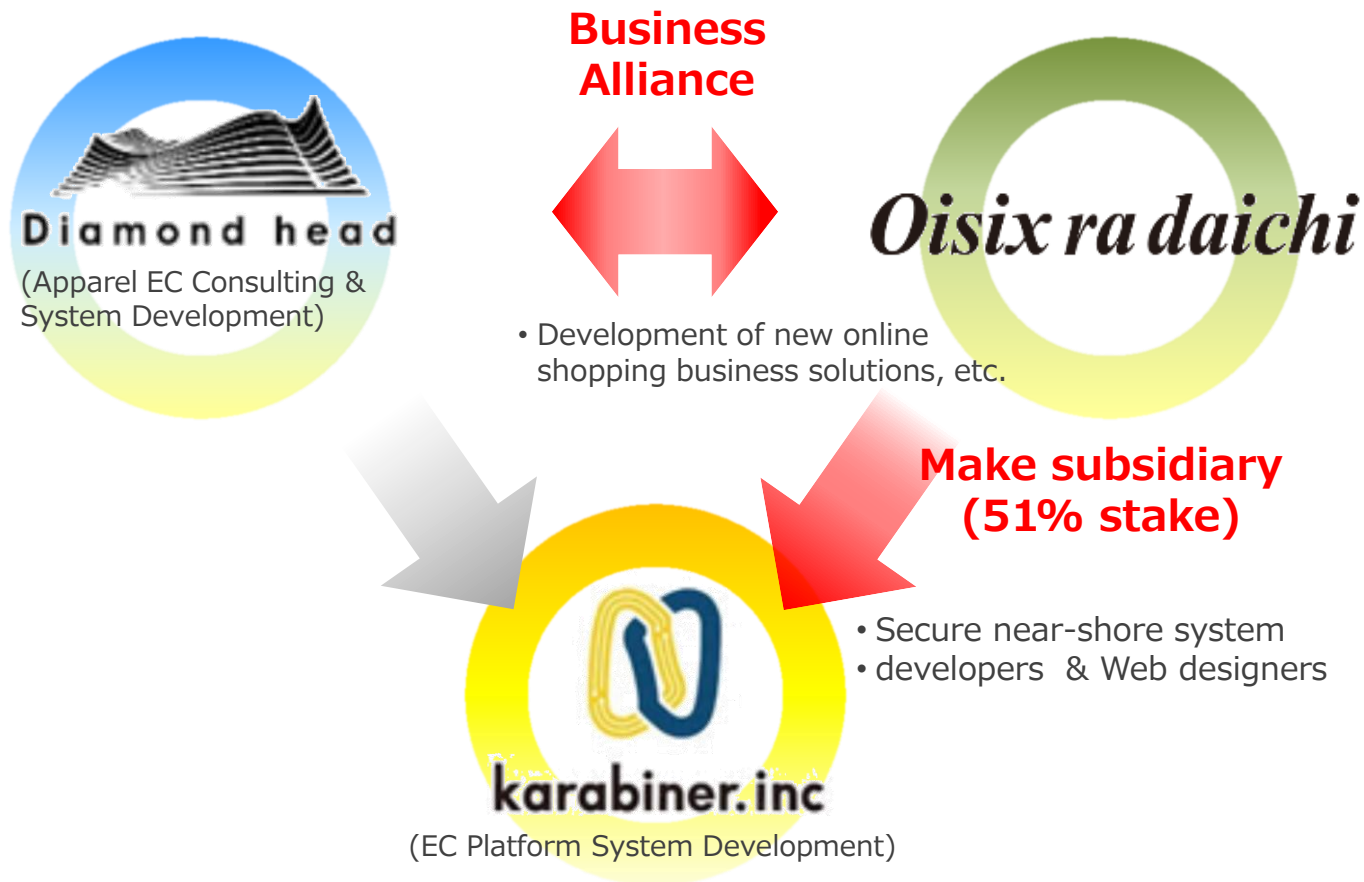 Business
Alliance
Diamond head
(Apparel EC Consulting &
System Development)
Oisix ra daichi
• Development of new online
shopping business solutions, etc.
Make subsidiary
(51% stake)
• Secure near-shore system
• developers & Web designers
karabiner.inc
(EC Platform System Development)